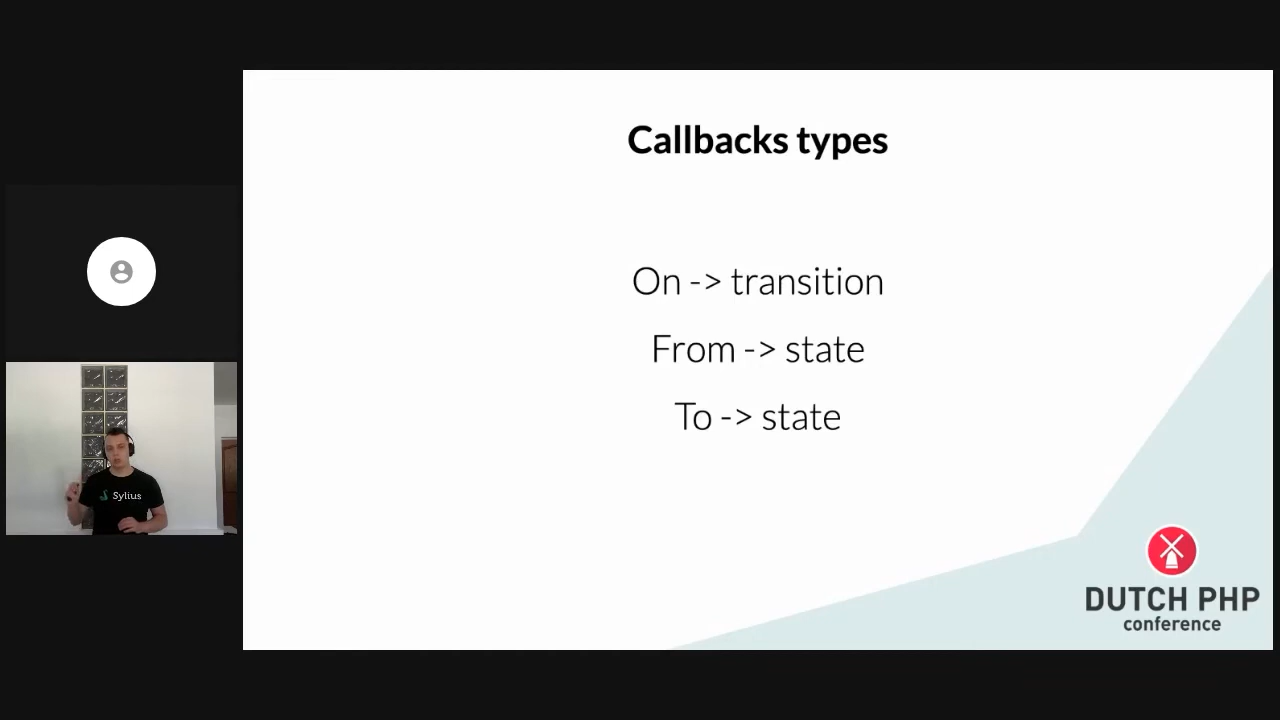 Callbacks types
On -> transition
From -> state
To -> state
Sylius
DUTCH PHP
conference